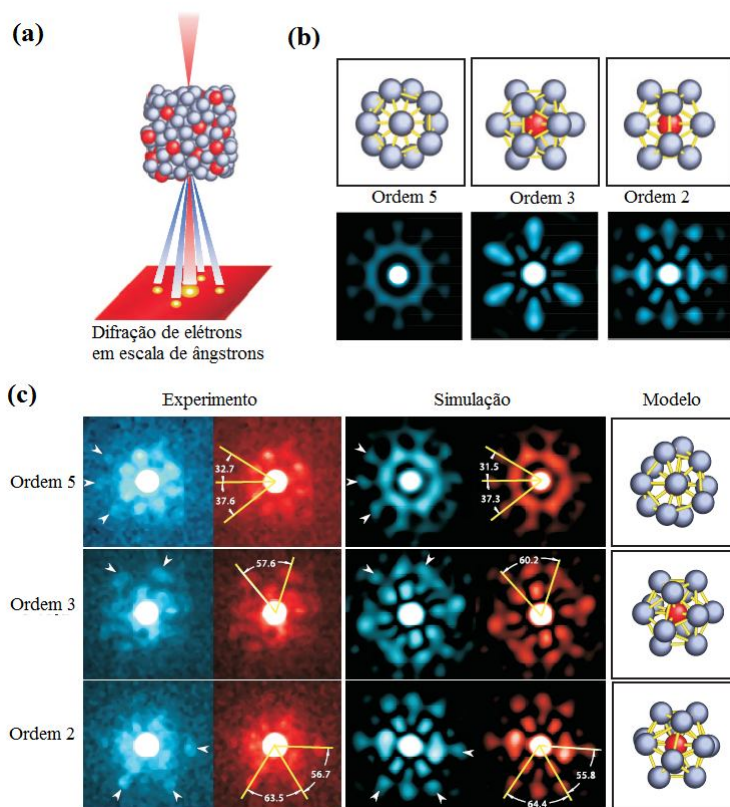 (a)
Difração de elétrons
em escala de ângstrons
(b)
Ordem 5 Ordem 3 Ordem 2
(c)
Experimento Simulação Modelo
Ordem 5
32.7
37.6
31.5
37.3
Ordem 3
57.6
60.2
Ordem 2
56.7
63.5
55.8
64.4